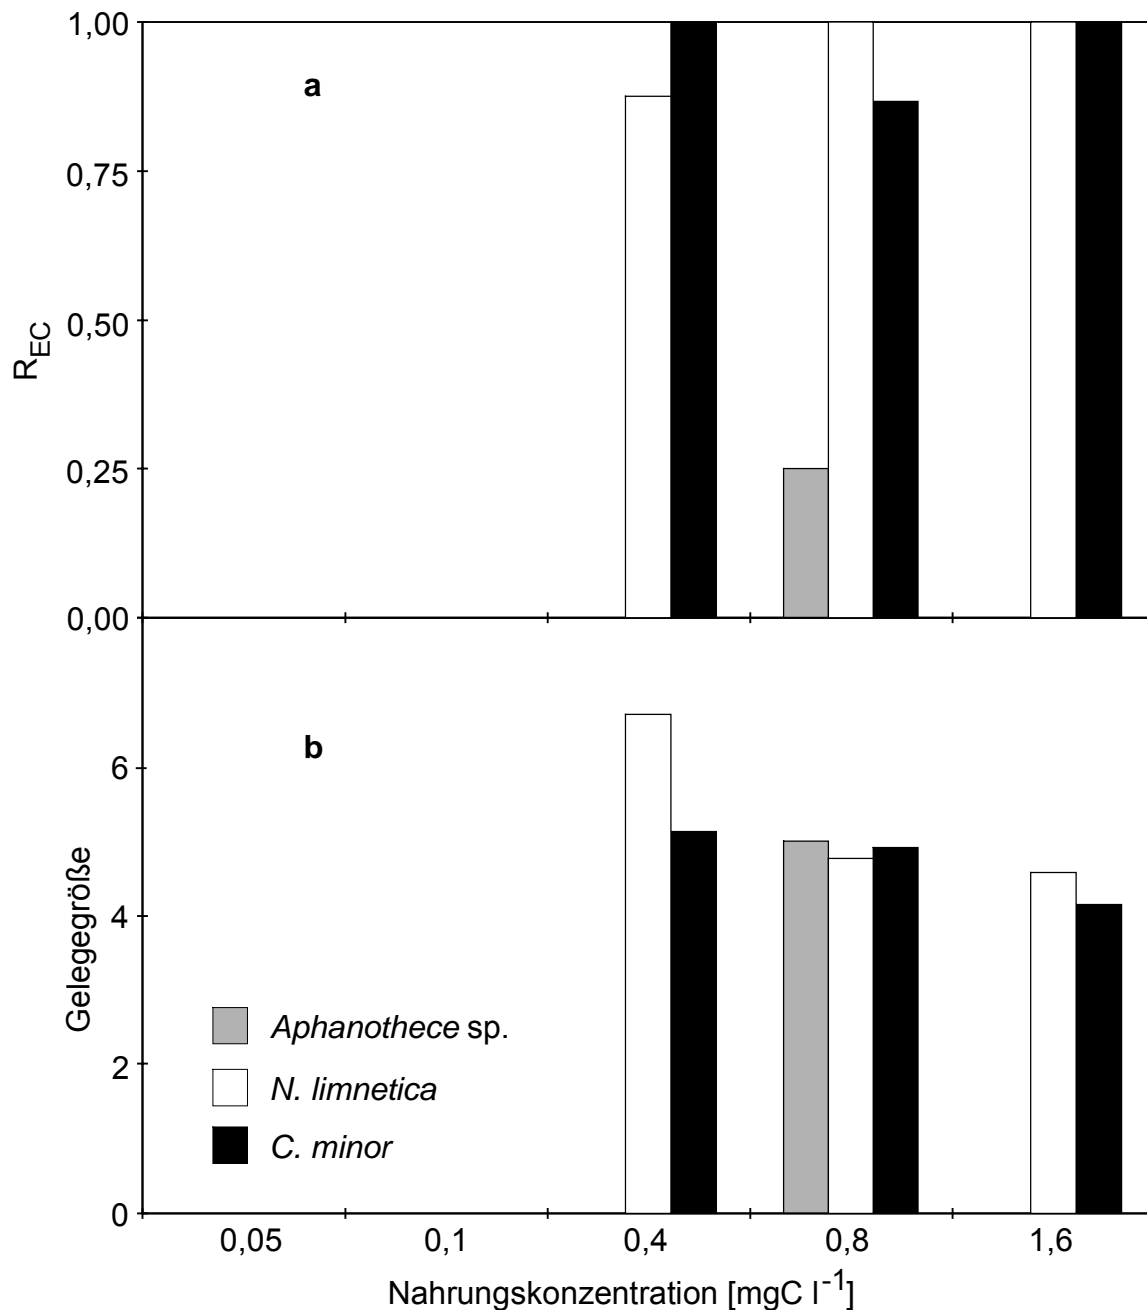 1,00
a
0,75
0,50
R_EC
0,25
0,00
b
6
Gelegegröße
4
Aphanothece sp.
2
N. limnetica
C. minor
0
0,05 0,1 0,4 0,8 1,6
Nahrungskonzentration [mgC l⁻¹]